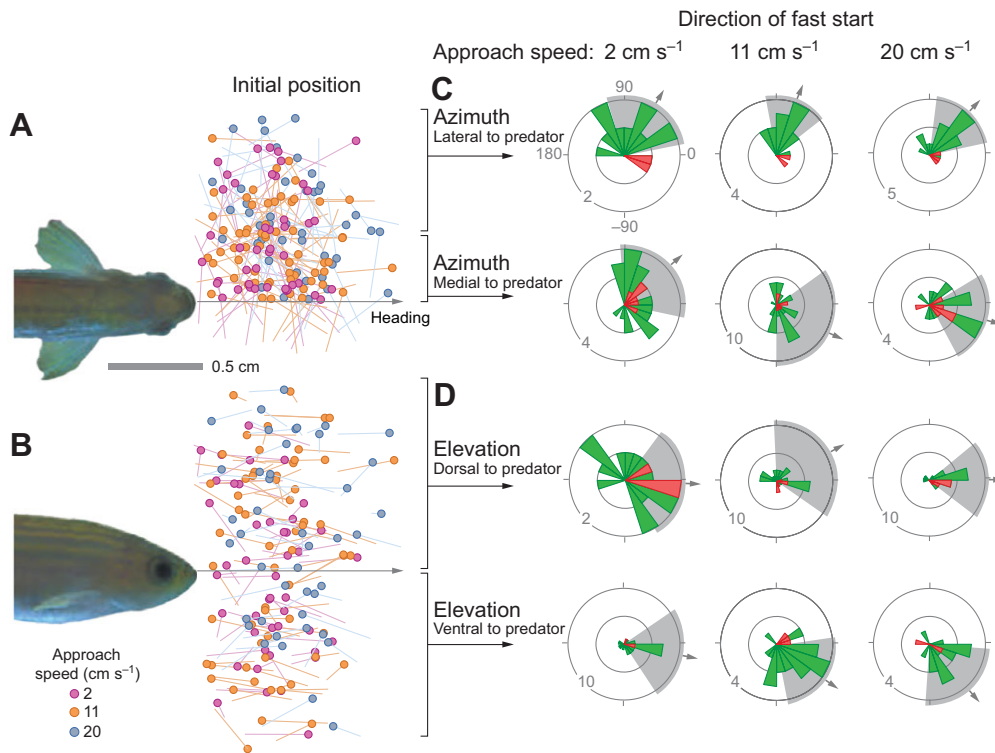 Direction of fast start
Approach speed: 2 cm s⁻¹ 11 cm s⁻¹ 20 cm s⁻¹
Initial position
A
C
Azimuth
Lateral to predator
90
180
0
–90
2
4
5
Azimuth
Medial to predator
Heading
4
10
4
0.5 cm
B
D
Elevation
Dorsal to predator
2
10
10
Elevation
Ventral to predator
10
4
4
Approach
speed (cm s⁻¹)
2
11
20